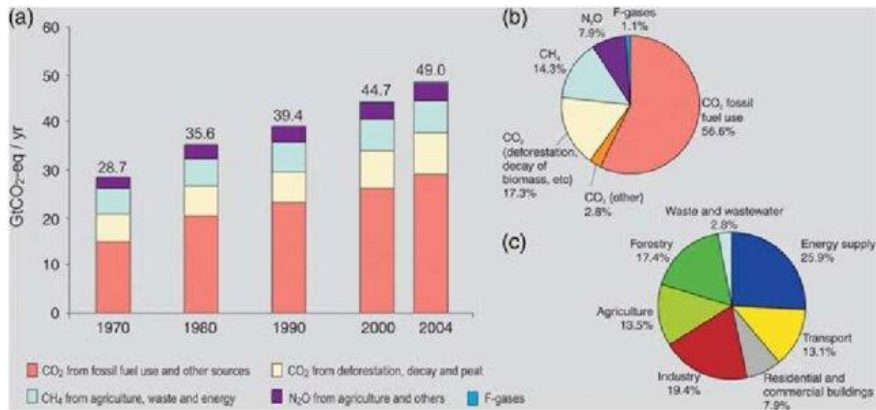 (a)
60
50
40
30
20
10
0
GtCO₂-eq / yr
28.7
35.6
39.4
44.7
49.0
1970
1980
1990
2000
2004
CO₂ from fossil fuel use and other sources
CO₂ from deforestation, decay and peat
CH₄ from agriculture, waste and energy
N₂O from agriculture and others
F-gases
(b)
F-gases
1.1%
N₂O
7.9%
CH₄
14.3%
CO₂ fossil
fuel use
56.6%
CO₂
(deforestation,
decay of
biomass, etc)
17.3%
CO₂ (other)
2.8%
(c)
Waste and wastewater
2.8%
Forestry
17.4%
Energy supply
25.9%
Agriculture
13.5%
Transport
13.1%
Industry
19.4%
Residential and
commercial buildings
7.9%